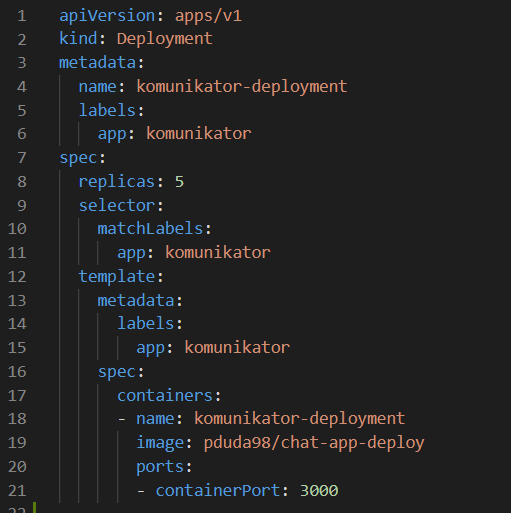 1 apiVersion: apps/v1
2 kind: Deployment
3 metadata:
4   name: komunikator-deployment
5   labels:
6     app: komunikator
7 spec:
8   replicas: 5
9   selector:
10     matchLabels:
11       app: komunikator
12   template:
13     metadata:
14       labels:
15         app: komunikator
16     spec:
17       containers:
18       - name: komunikator-deployment
19         image: pduda98/chat-app-deploy
20         ports:
21         - containerPort: 3000
22